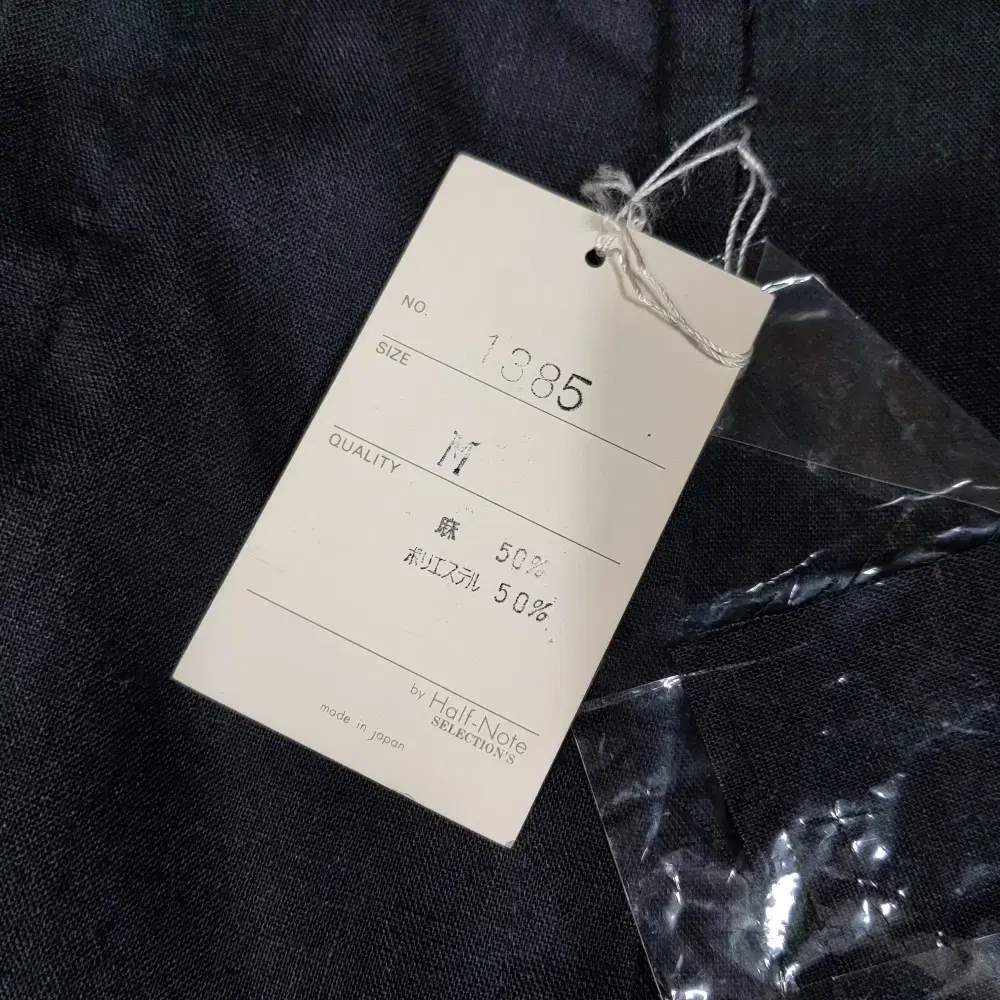 NO. 1385
SIZE M
QUALITY
麻 50%
ポリエステル 50%
by Half-Note
SELECTION'S
made in japan